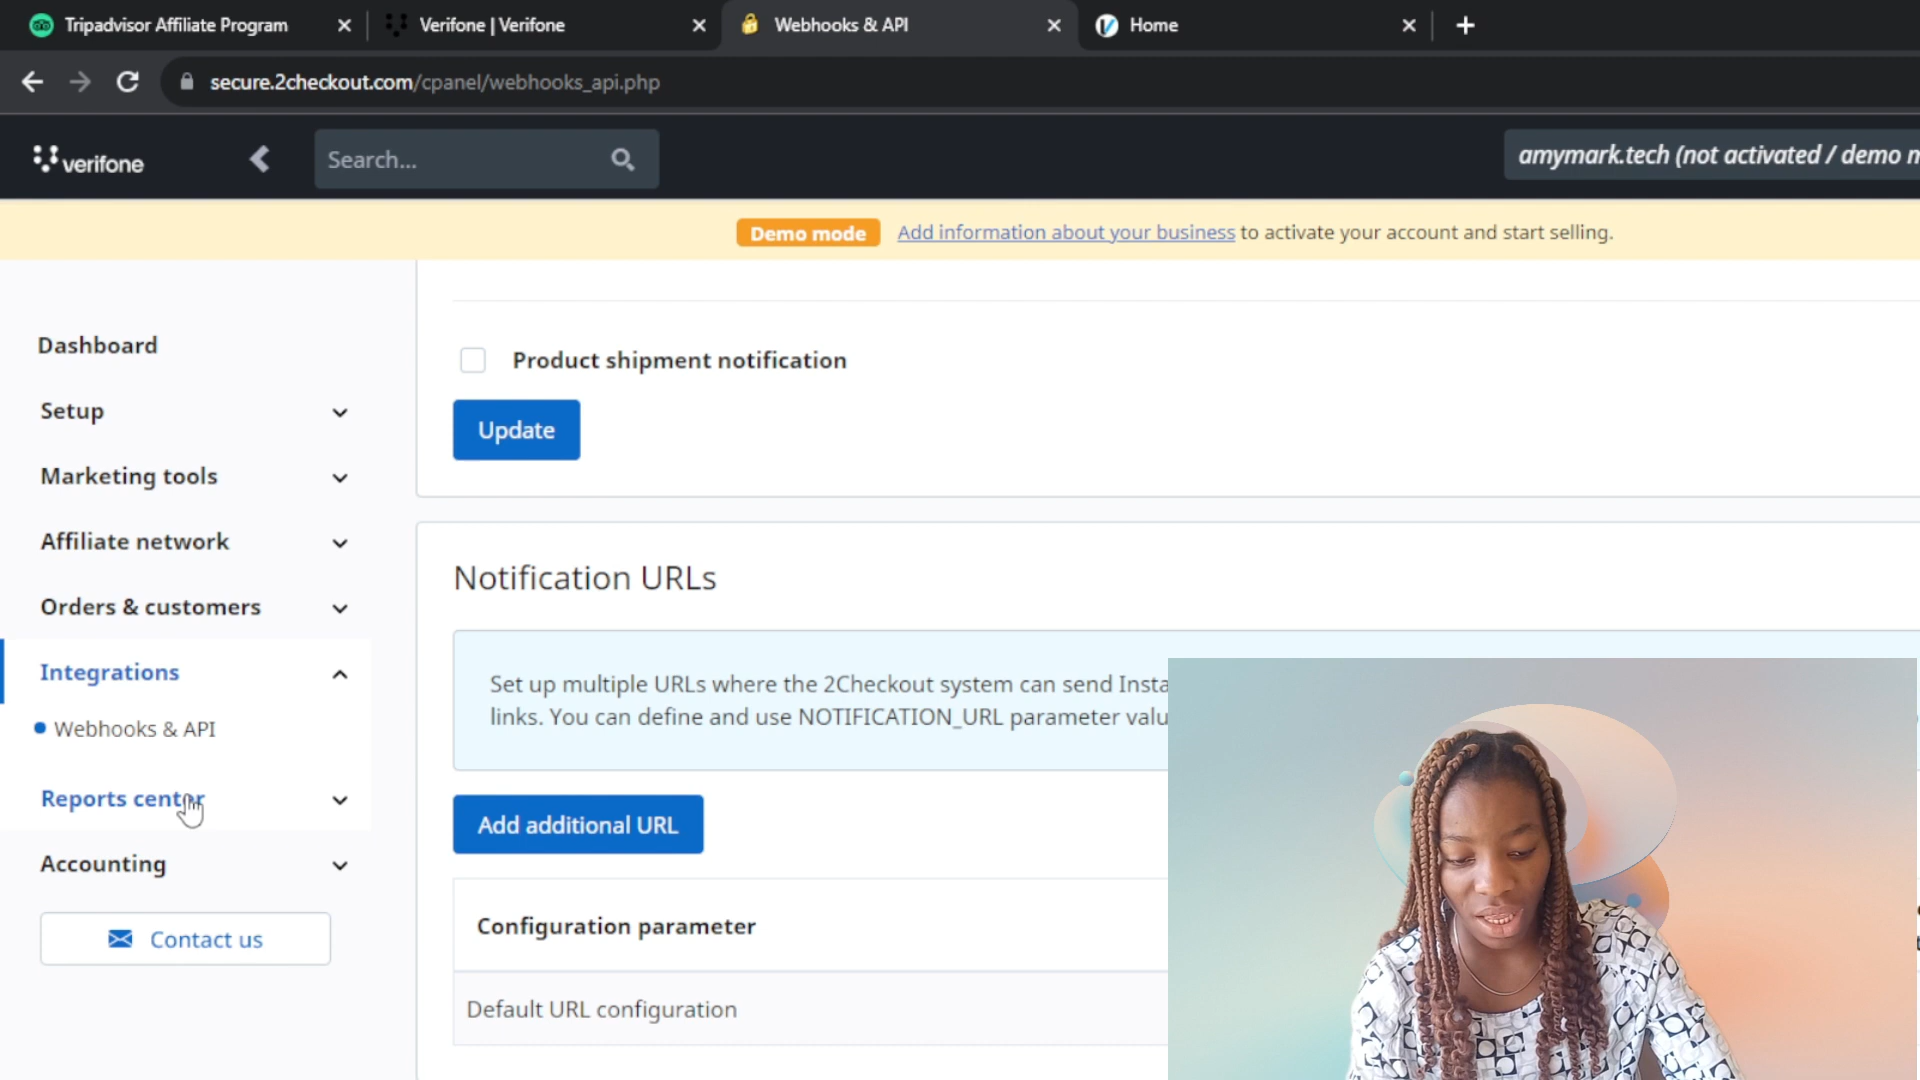 Tripadvisor Affiliate Program
Verifone | Verifone
Webhooks & API
Home
secure.2checkout.com/cpanel/webhooks_api.php
verifone
Search...
amymark.tech (not activated / demo
Demo mode
Add information about your business to activate your account and start selling.
Dashboard
Setup
Marketing tools
Affiliate network
Orders & customers
Integrations
Webhooks & API
Reports center
Accounting
Contact us
Product shipment notification
Update
Notification URLs
Set up multiple URLs where the 2Checkout system can send Insta
links. You can define and use NOTIFICATION_URL parameter valu
Add additional URL
Configuration parameter
Default URL configuration